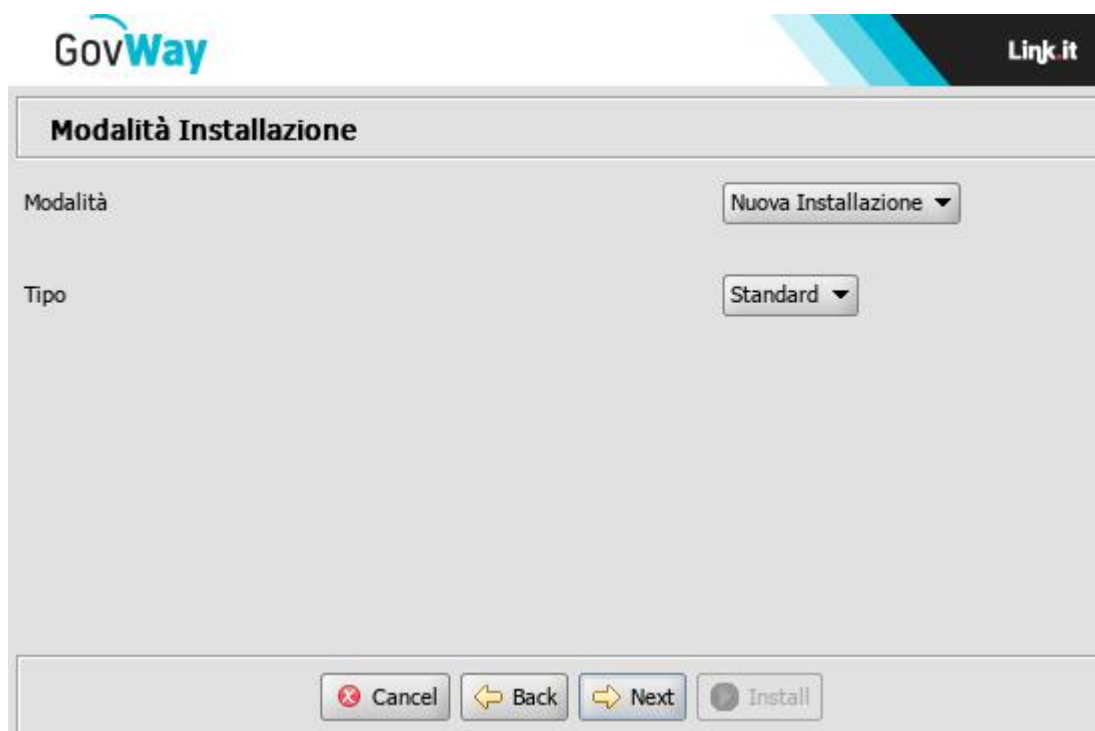 GovWay
Link.it
Modalità Installazione
Modalità
Nuova Installazione
Tipo
Standard
Cancel
Back
Next
Install